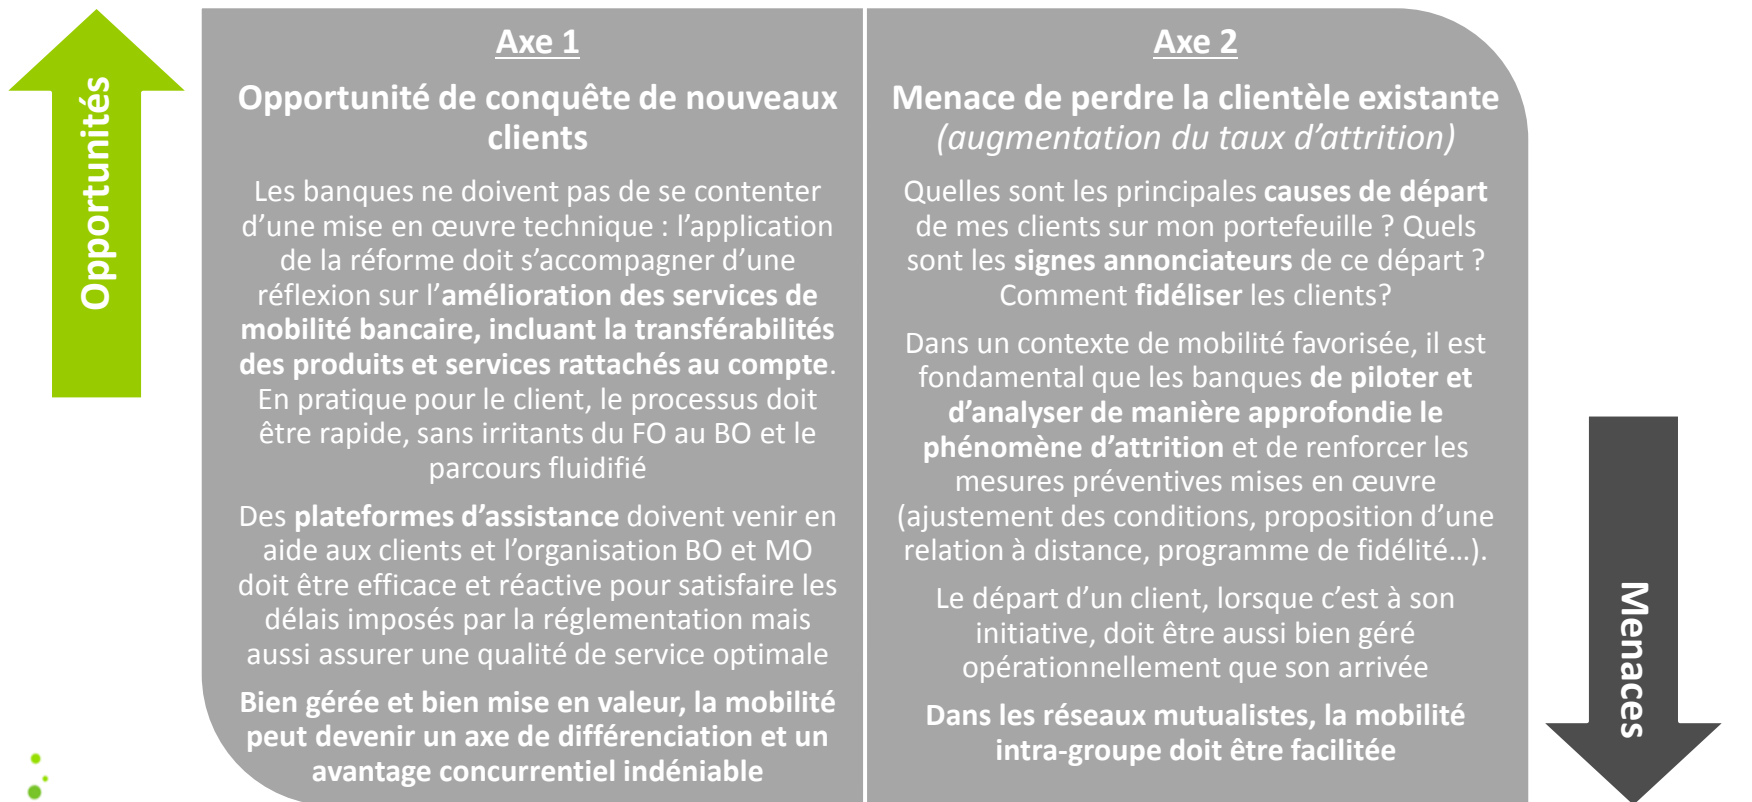 Opportunités
Axe 1
Opportunité de conquête de nouveaux
clients
Les banques ne doivent pas de se contenter
d’une mise en œuvre technique : l’application
de la réforme doit s’accompagner d’une
réflexion sur l’amélioration des services de
mobilité bancaire, incluant la transférabilités
des produits et services rattachés au compte.
En pratique pour le client, le processus doit
être rapide, sans irritants du FO au BO et le
parcours fluidifié
Des plateformes d’assistance doivent venir en
aide aux clients et l’organisation BO et MO
doit être efficace et réactive pour satisfaire les
délais imposés par la réglementation mais
aussi assurer une qualité de service optimale
Bien gérée et bien mise en valeur, la mobilité
peut devenir un axe de différenciation et un
avantage concurrentiel indéniable
Axe 2
Menace de perdre la clientèle existante
(augmentation du taux d’attrition)
Quelles sont les principales causes de départ
de mes clients sur mon portefeuille ? Quels
sont les signes annonciateurs de ce départ ?
Comment fidéliser les clients?
Dans un contexte de mobilité favorisée, il est
fondamental que les banques de piloter et
d’analyser de manière approfondie le
phénomène d’attrition et de renforcer les
mesures préventives mises en œuvre
(ajustement des conditions, proposition d’une
relation à distance, programme de fidélité…).
Le départ d’un client, lorsque c’est à son
initiative, doit être aussi bien géré
opérationnellement que son arrivée
Dans les réseaux mutualistes, la mobilité
intra-groupe doit être facilitée
Menaces